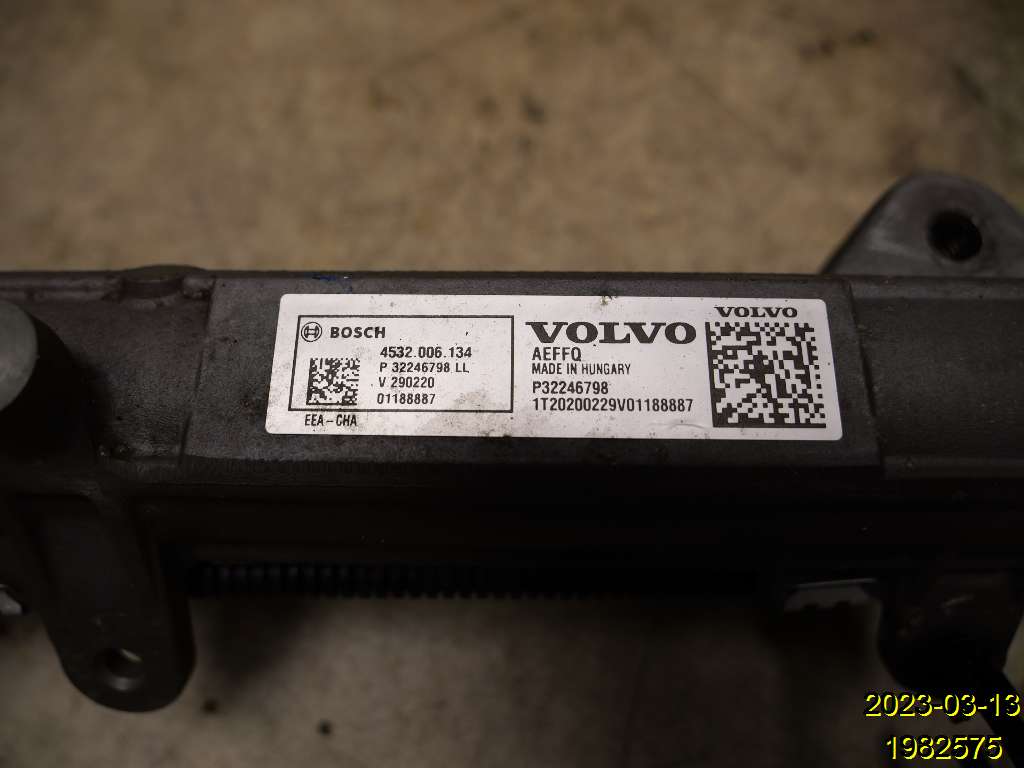 BOSCH
4532.006.134
P 32246798 LL
V 290220
01188887
EEA-CHA
VOLVO
AEFFQ
MADE IN HUNGARY
P32246798
1T20200229V01188887
VOLVO
2023-03-13
1982575